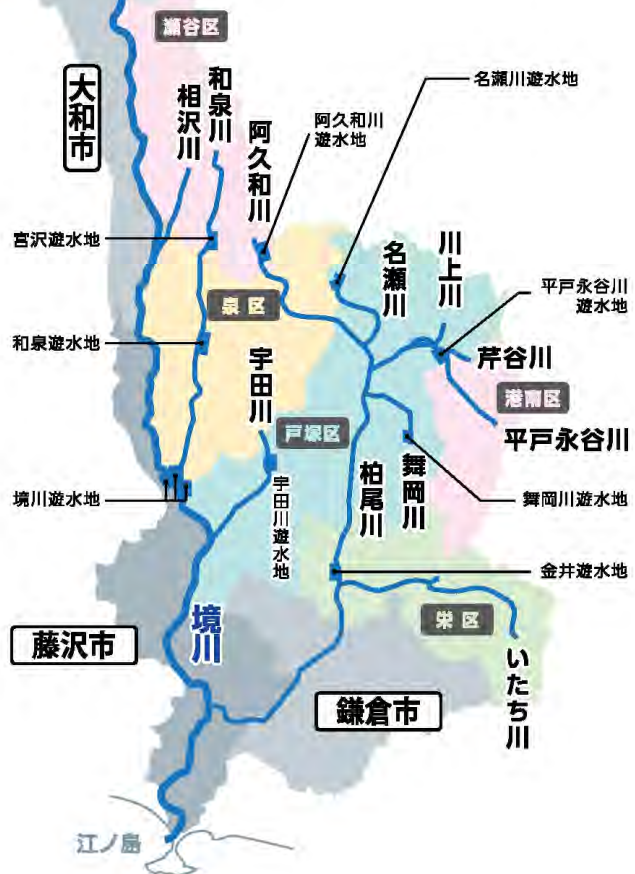 瀬谷区
大和市
相沢川
和泉川
阿久和川
阿久和川
遊水地
名瀬川遊水地
宮沢遊水地
名瀬川
川上川
平戸永谷川
遊水地
泉区
和泉遊水地
宇田川
芹谷川
港南区
戸塚区
平戸永谷川
境川遊水地
宇田川遊水地
柏尾川
舞岡川
舞岡川遊水地
金井遊水地
境川
栄区
藤沢市
いたち川
鎌倉市
江ノ島